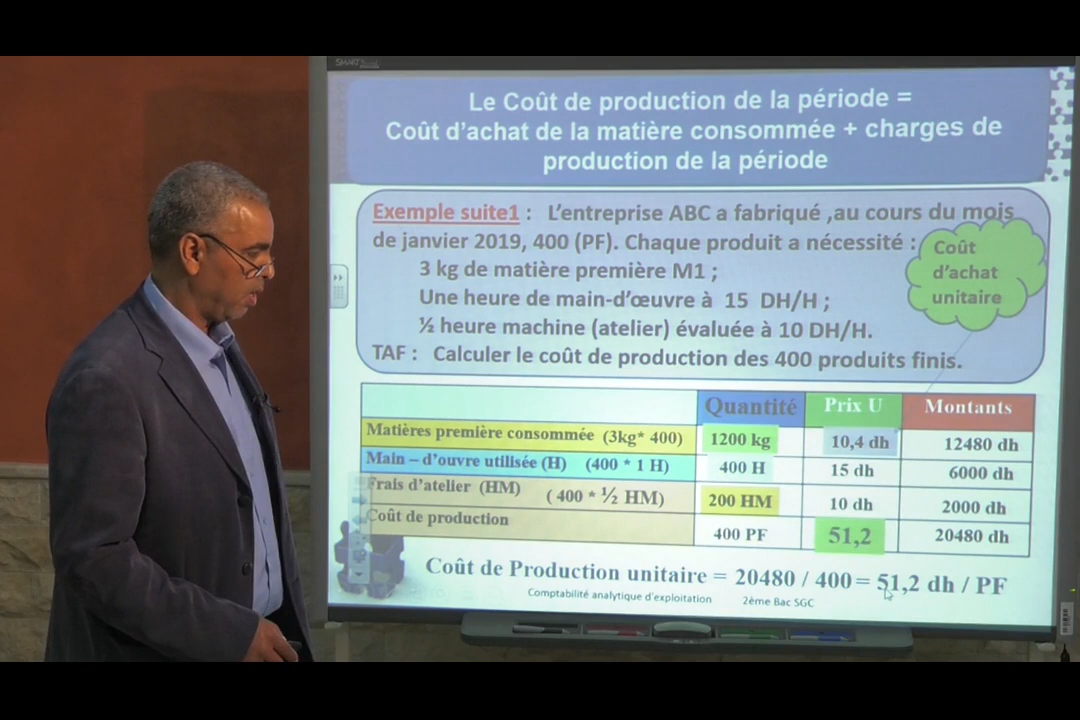 Le Coût de production de la période =
Coût d'achat de la matière consommée + charges de
production de la période
Exemple suite1 : L'entreprise ABC a fabriqué ,au cours du mois
de janvier 2019, 400 (PF). Chaque produit a nécessité :
3 kg de matière première M1 ;
Une heure de main-d'œuvre à 15 DH/H ;
½ heure machine (atelier) évaluée à 10 DH/H.
TAF : Calculer le coût de production des 400 produits finis.
Coût
d'achat
unitaire
Quantité Prix U Montants
Matières première consommée (3kg* 400) 1200 kg 10,4 dh 12480 dh
Main – d'ouvre utilisée (H) (400 * 1 H) 400 H 15 dh 6000 dh
Frais d'atelier (HM) ( 400 * ½ HM) 200 HM 10 dh 2000 dh
Coût de production 400 PF 51,2 20480 dh
Coût de Production unitaire = 20480 / 400 = 51,2 dh / PF
Comptabilité analytique d'exploitation 2ème Bac SGC